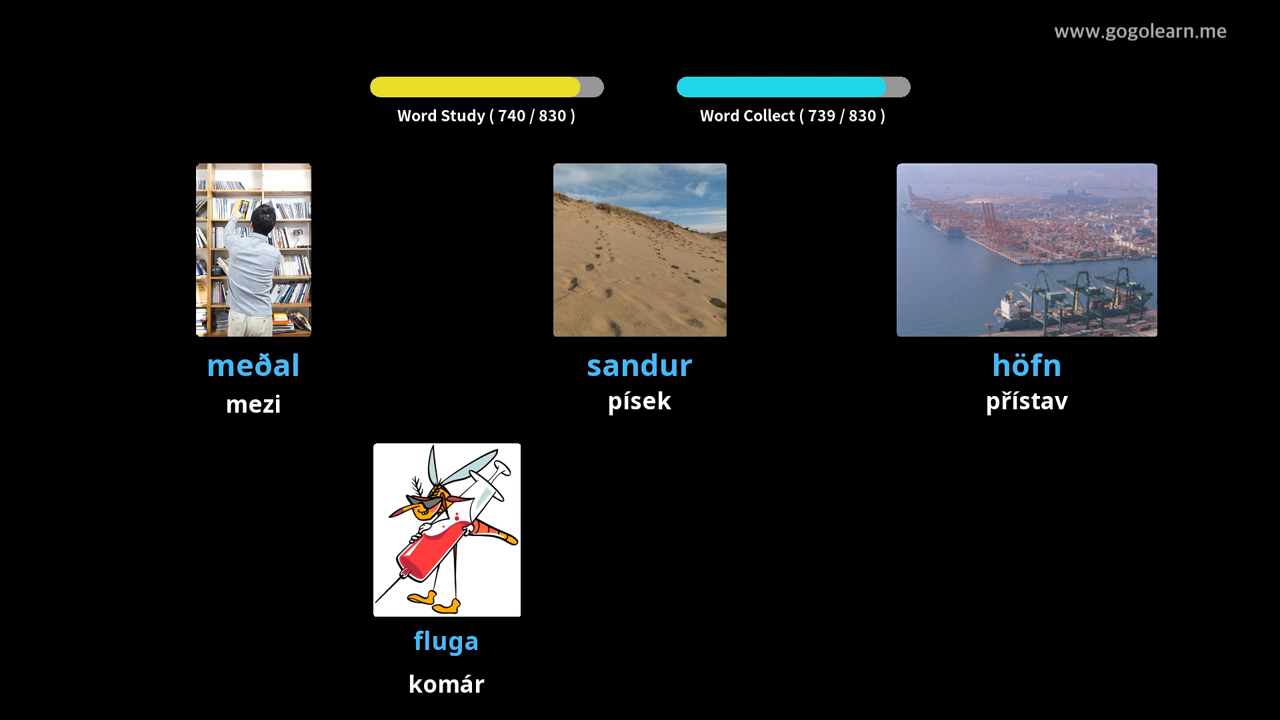 www.gogolearn.me
Word Study ( 740 / 830 )
Word Collect ( 739 / 830 )
meðal
mezi
sandur
písek
höfn
přístav
fluga
komár